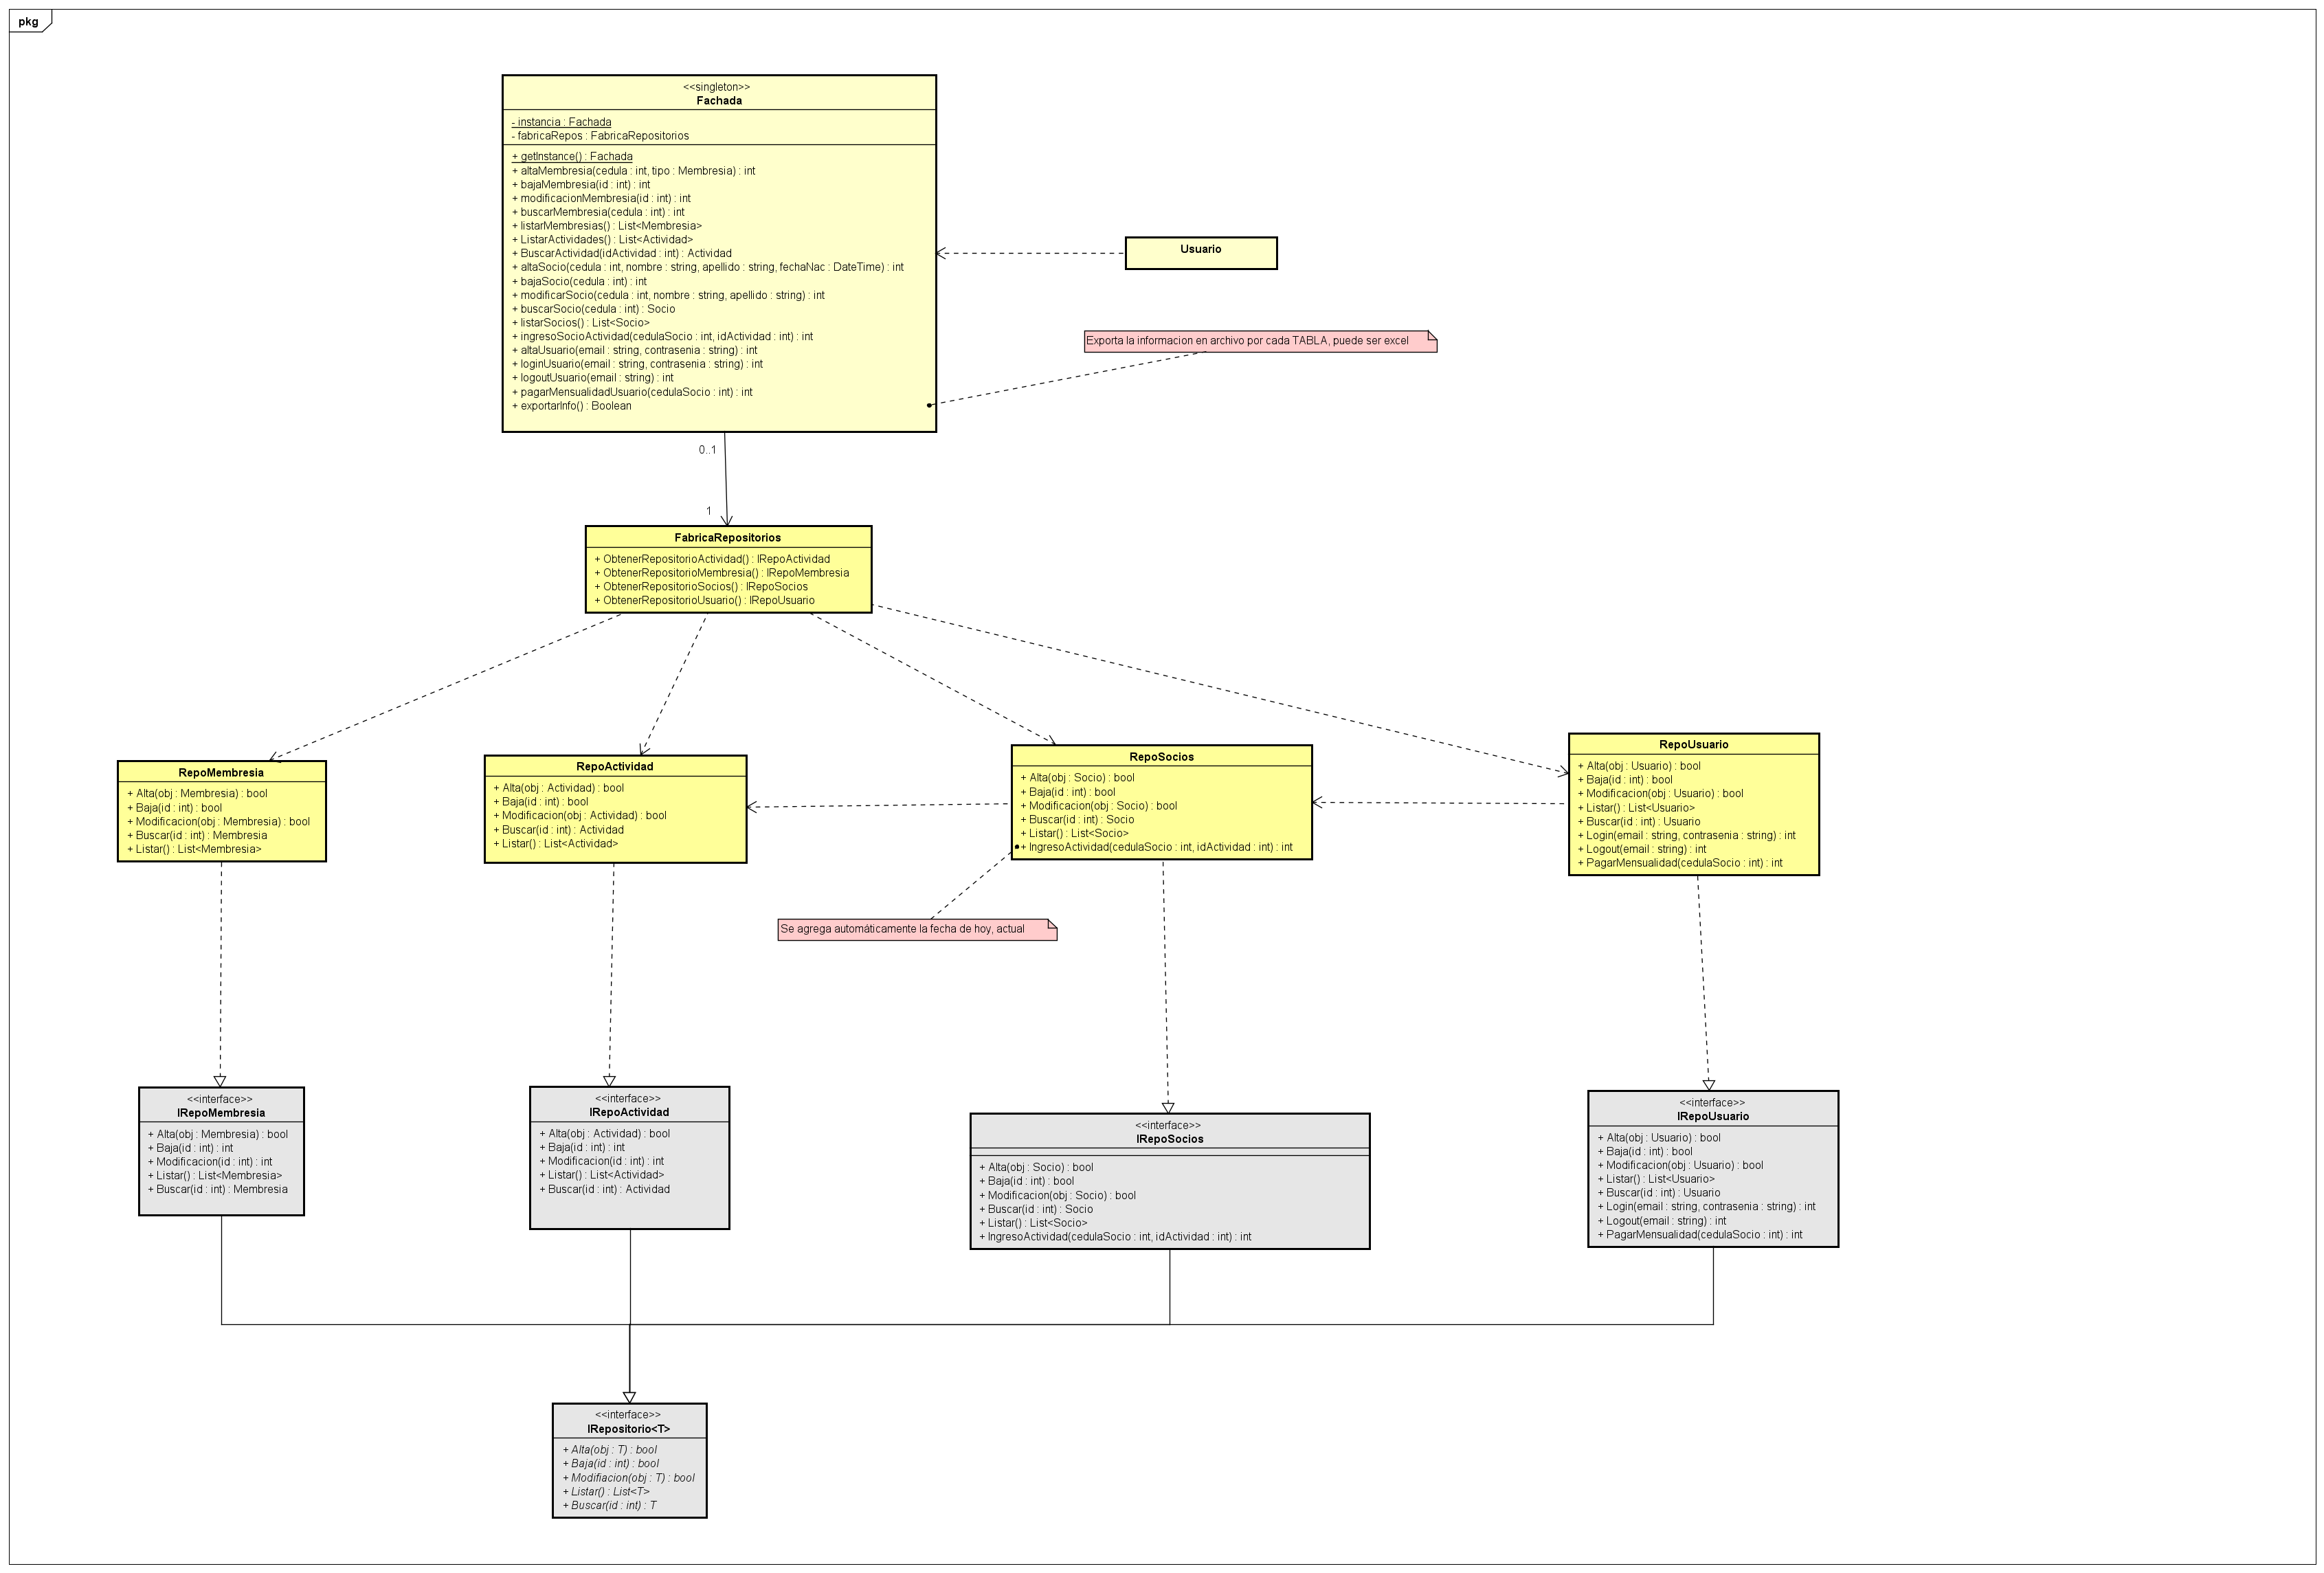 pkg
<<singleton>>
Fachada
- instancia : Fachada
- fabricaRepos : FabricaRepositorios
+ getInstance() : Fachada
+ altaMembresia(cedula : int, tipo : Membresia) : int
+ bajaMembresia(id : int) : int
+ modificacionMembresia(id : int) : int
+ buscarMembresia(cedula : int) : int
+ listarMembresias() : List<Membresia>
+ ListarActividades() : List<Actividad>
+ BuscarActividad(idActividad : int) : Actividad
+ altaSocio(cedula : int, nombre : string, apellido : string, fechaNac : DateTime) : int
+ bajaSocio(cedula : int) : int
+ modificarSocio(cedula : int, nombre : string, apellido : string) : int
+ buscarSocio(cedula : int) : Socio
+ listarSocios() : List<Socio>
+ ingresoSocioActividad(cedulaSocio : int, idActividad : int) : int
+ altaUsuario(email : string, contrasenia : string) : int
+ loginUsuario(email : string, contrasenia : string) : int
+ logoutUsuario(email : string) : int
+ pagarMensualidadUsuario(cedulaSocio : int) : int
+ exportarInfo() : Boolean
Usuario
Exporta la informacion en archivo por cada TABLA, puede ser excel
0..1
1
FabricaRepositorios
+ ObtenerRepositorioActividad() : IRepoActividad
+ ObtenerRepositorioMembresia() : IRepoMembresia
+ ObtenerRepositorioSocios() : IRepoSocios
+ ObtenerRepositorioUsuario() : IRepoUsuario
RepoMembresia
+ Alta(obj : Membresia) : bool
+ Baja(id : int) : bool
+ Modificacion(obj : Membresia) : bool
+ Buscar(id : int) : Membresia
+ Listar() : List<Membresia>
RepoActividad
+ Alta(obj : Actividad) : bool
+ Baja(id : int) : bool
+ Modificacion(obj : Actividad) : bool
+ Buscar(id : int) : Actividad
+ Listar() : List<Actividad>
RepoSocios
+ Alta(obj : Socio) : bool
+ Baja(id : int) : bool
+ Modificacion(obj : Socio) : bool
+ Buscar(id : int) : Socio
+ Listar() : List<Socio>
+ IngresoActividad(cedulaSocio : int, idActividad : int) : int
RepoUsuario
+ Alta(obj : Usuario) : bool
+ Baja(id : int) : bool
+ Modificacion(obj : Usuario) : bool
+ Listar() : List<Usuario>
+ Buscar(id : int) : Usuario
+ Login(email : string, contrasenia : string) : int
+ Logout(email : string) : int
+ PagarMensualidad(cedulaSocio : int) : int
Se agrega automáticamente la fecha de hoy, actual
<<interface>>
IRepoMembresia
+ Alta(obj : Membresia) : bool
+ Baja(id : int) : int
+ Modificacion(id : int) : int
+ Listar() : List<Membresia>
+ Buscar(id : int) : Membresia
<<interface>>
IRepoActividad
+ Alta(obj : Actividad) : bool
+ Baja(id : int) : int
+ Modificacion(id : int) : int
+ Listar() : List<Actividad>
+ Buscar(id : int) : Actividad
<<interface>>
IRepoSocios
+ Alta(obj : Socio) : bool
+ Baja(id : int) : bool
+ Modificacion(obj : Socio) : bool
+ Buscar(id : int) : Socio
+ Listar() : List<Socio>
+ IngresoActividad(cedulaSocio : int, idActividad : int) : int
<<interface>>
IRepoUsuario
+ Alta(obj : Usuario) : bool
+ Baja(id : int) : bool
+ Modificacion(obj : Usuario) : bool
+ Listar() : List<Usuario>
+ Buscar(id : int) : Usuario
+ Login(email : string, contrasenia : string) : int
+ Logout(email : string) : int
+ PagarMensualidad(cedulaSocio : int) : int
<<interface>>
IRepositorio<T>
+ Alta(obj : T) : bool
+ Baja(id : int) : bool
+ Modifiacion(obj : T) : bool
+ Listar() : List<T>
+ Buscar(id : int) : T